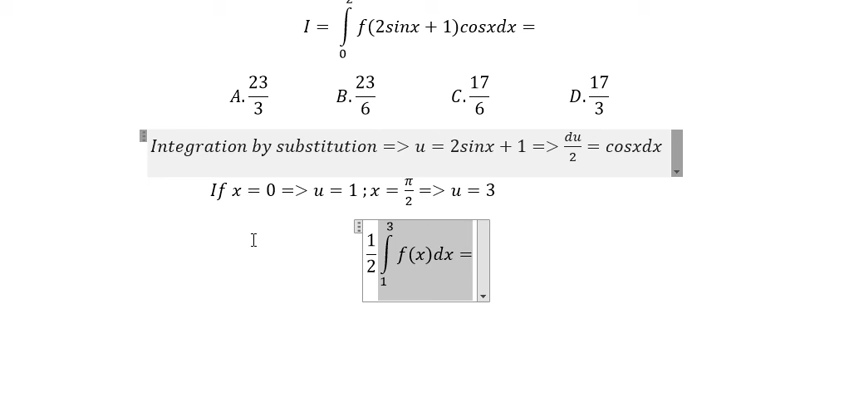 I = ∫₀² f(2sinx + 1)cosxdx =
A. 23/3 B. 23/6 C. 17/6 D. 17/3
Integration by substitution => u = 2sinx + 1 => du/2 = cosxdx
If x = 0 => u = 1 ; x = π/2 => u = 3
1/2 ∫₁³ f(x)dx =